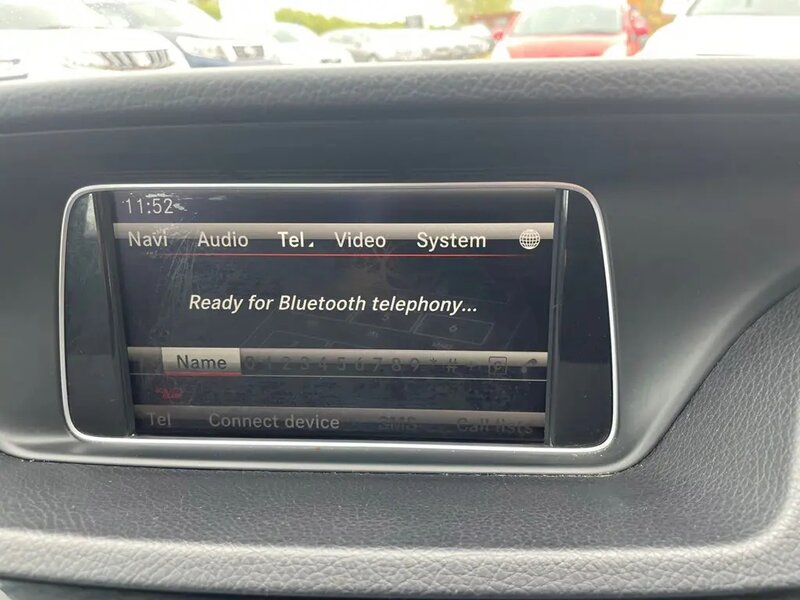 11:52
Navi Audio Tel Video System
Ready for Bluetooth telephony...
Name 0 1 2 3 4 5 6 7 8 9 * #
Tel Connect device SMS Call lists